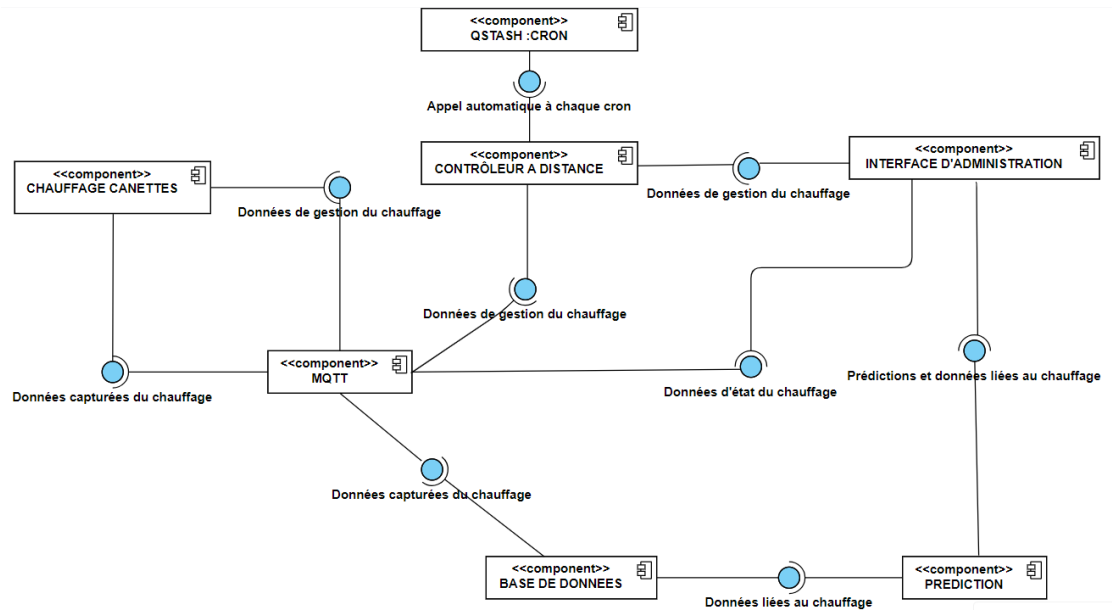 <<component>>
QSTASH :CRON
Appel automatique à chaque cron
<<component>>
CONTRÔLEUR A DISTANCE
<<component>>
INTERFACE D'ADMINISTRATION
<<component>>
CHAUFFAGE CANETTES
Données de gestion du chauffage
Données de gestion du chauffage
Données de gestion du chauffage
<<component>>
MQTT
Données capturées du chauffage
Données d'état du chauffage
Prédictions et données liées au chauffage
Données capturées du chauffage
<<component>>
BASE DE DONNEES
<<component>>
PREDICTION
Données liées au chauffage